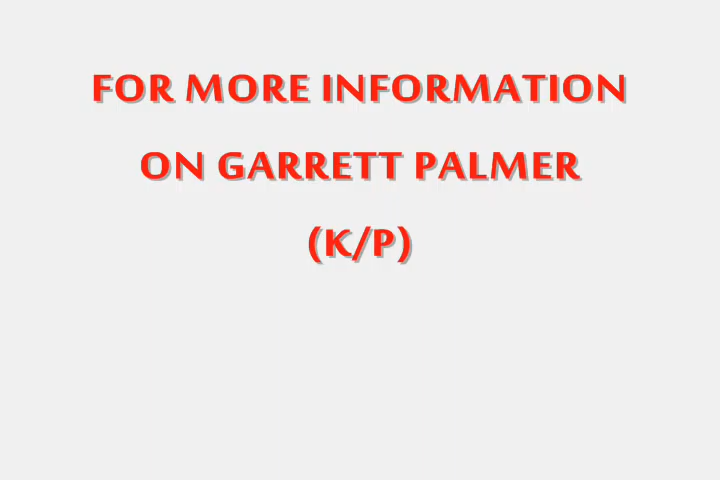 FOR MORE INFORMATION
ON GARRETT PALMER
(K/P)